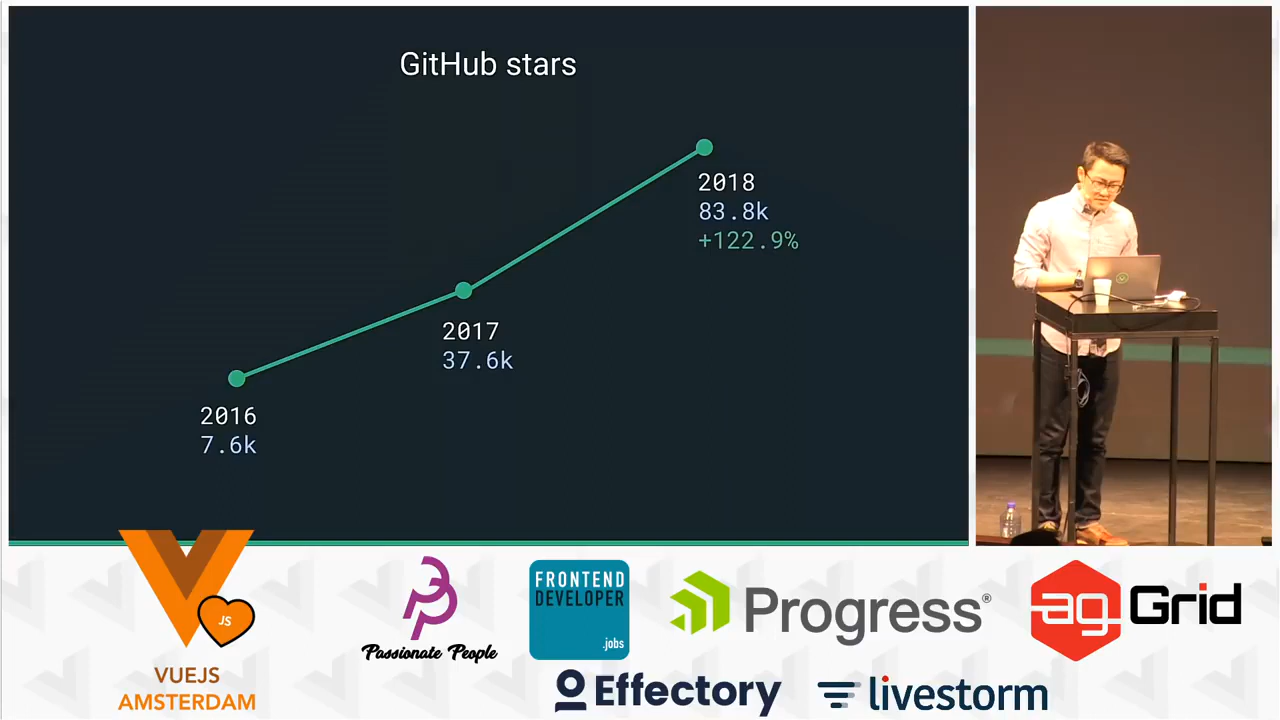 GitHub stars
2018
83.8k
+122.9%
2017
37.6k
2016
7.6k
JS
VUEJS
AMSTERDAM
Passionate People
FRONTEND
DEVELOPER
.jobs
Progress®
ag Grid
Effectory
livestorm